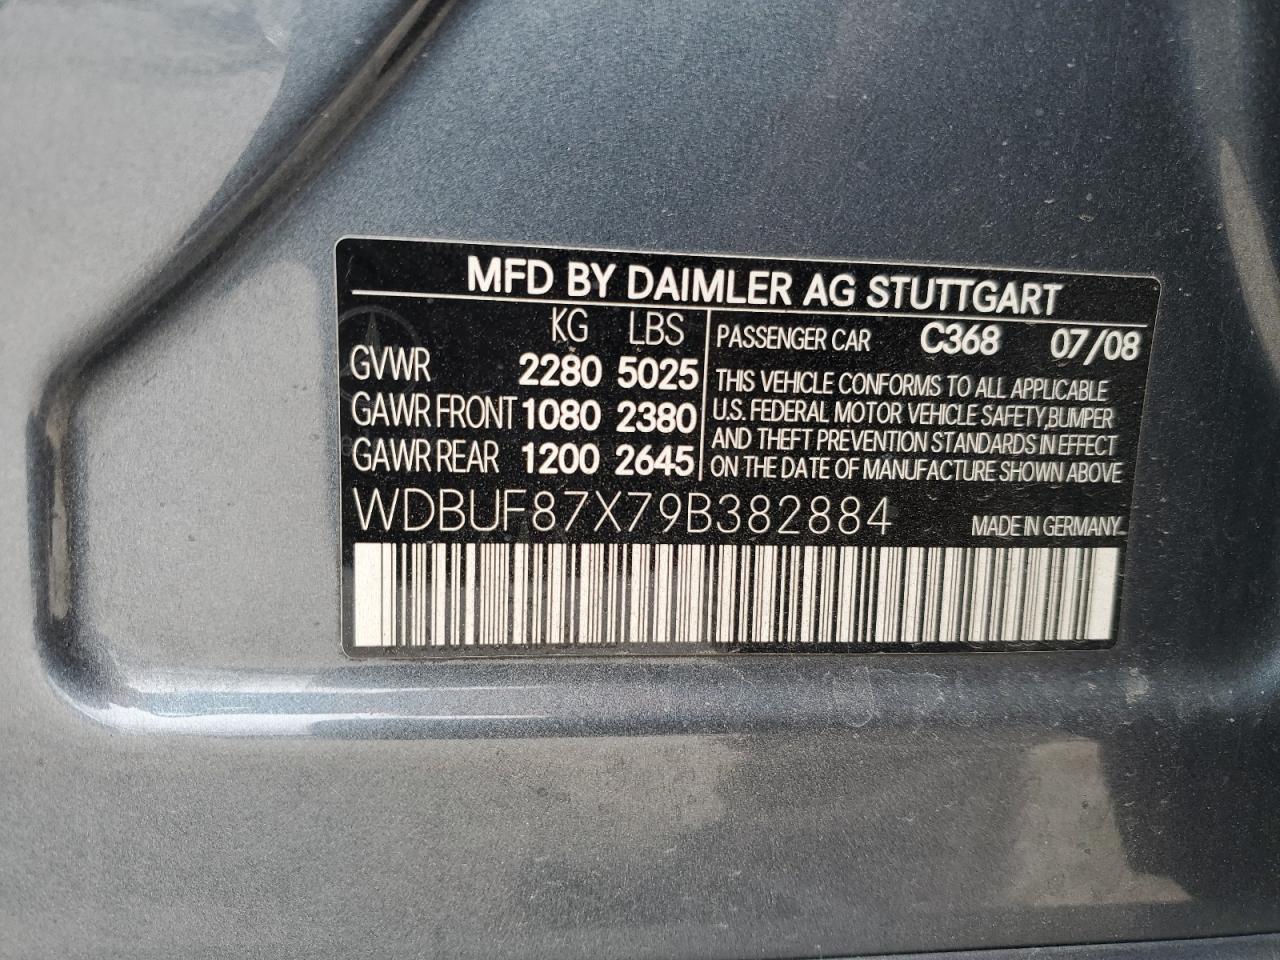 MFD BY DAIMLER AG STUTTGART
KG LBS
GVWR 2280 5025
GAWR FRONT 1080 2380
GAWR REAR 1200 2645
PASSENGER CAR C368 07/08
THIS VEHICLE CONFORMS TO ALL APPLICABLE
U.S. FEDERAL MOTOR VEHICLE SAFETY,BUMPER
AND THEFT PREVENTION STANDARDS IN EFFECT
ON THE DATE OF MANUFACTURE SHOWN ABOVE
WDBUF87X79B382884 MADE IN GERMANY